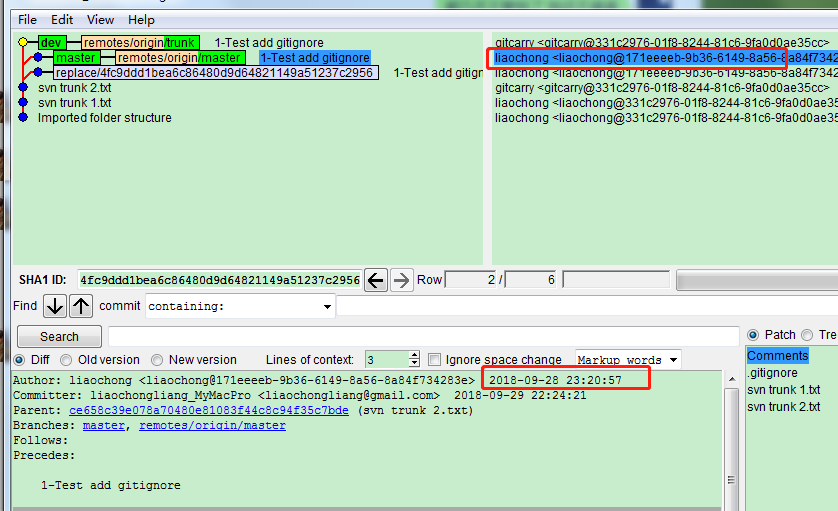 File Edit View Help
dev remotes/origin/trunk 1-Test add gitignore
master remotes/origin/master 1-Test add gitignore
replace/4fc9ddd1bea6c86480d9d64821149a51237c2956 1-Test add gitign
svn trunk 2.txt
svn trunk 1.txt
Imported folder structure
gitcarry <gitcarry@331c2976-01f8-8244-81c6-9fa0d0ae35cc>
liaochong <liaochong@171eeeeb-9b36-6149-8a56-8a84f7342
liaochong <liaochong@171eeeeb-9b36-6149-8a56-8a84f7342
gitcarry <gitcarry@331c2976-01f8-8244-81c6-9fa0d0ae35cc>
liaochong <liaochong@331c2976-01f8-8244-81c6-9fa0d0ae
liaochong <liaochong@331c2976-01f8-8244-81c6-9fa0d0ae
SHA1 ID: 4fc9ddd1bea6c86480d9d64821149a51237c2956 Row 2 / 6
Find commit containing:
Search
Diff Old version New version Lines of context: 3 Ignore space change Markup words
Patch Tre
Author: liaochong <liaochong@171eeeeb-9b36-6149-8a56-8a84f734283e> 2018-09-28 23:20:57
Committer: liaochongliang_MyMacPro <liaochongliang@gmail.com> 2018-09-29 22:24:21
Parent: ce658c39e078a70480e81083f44c8c94f35c7bde (svn trunk 2.txt)
Branches: master, remotes/origin/master
Follows:
Precedes:
1-Test add gitignore
Comments
.gitignore
svn trunk 1.txt
svn trunk 2.txt